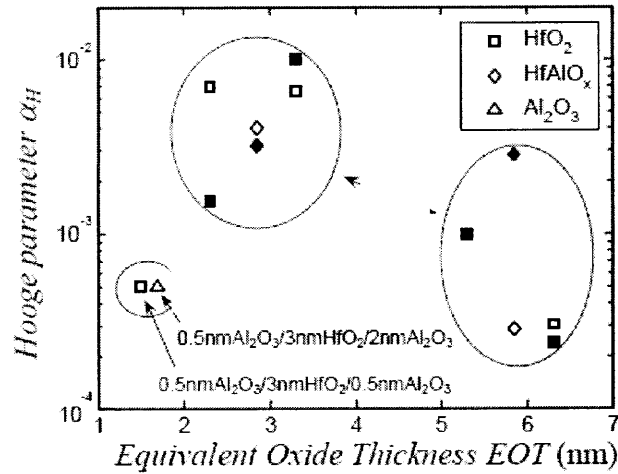 HfO₂
HfAlOₓ
Al₂O₃
10⁻²
10⁻³
10⁻⁴
Hooge parameter α_H
0.5nmAl₂O₃/3nmHfO₂/2nmAl₂O₃
0.5nmAl₂O₃/3nmHfO₂/0.5nmAl₂O₃
1 2 3 4 5 6 7
Equivalent Oxide Thickness EOT (nm)